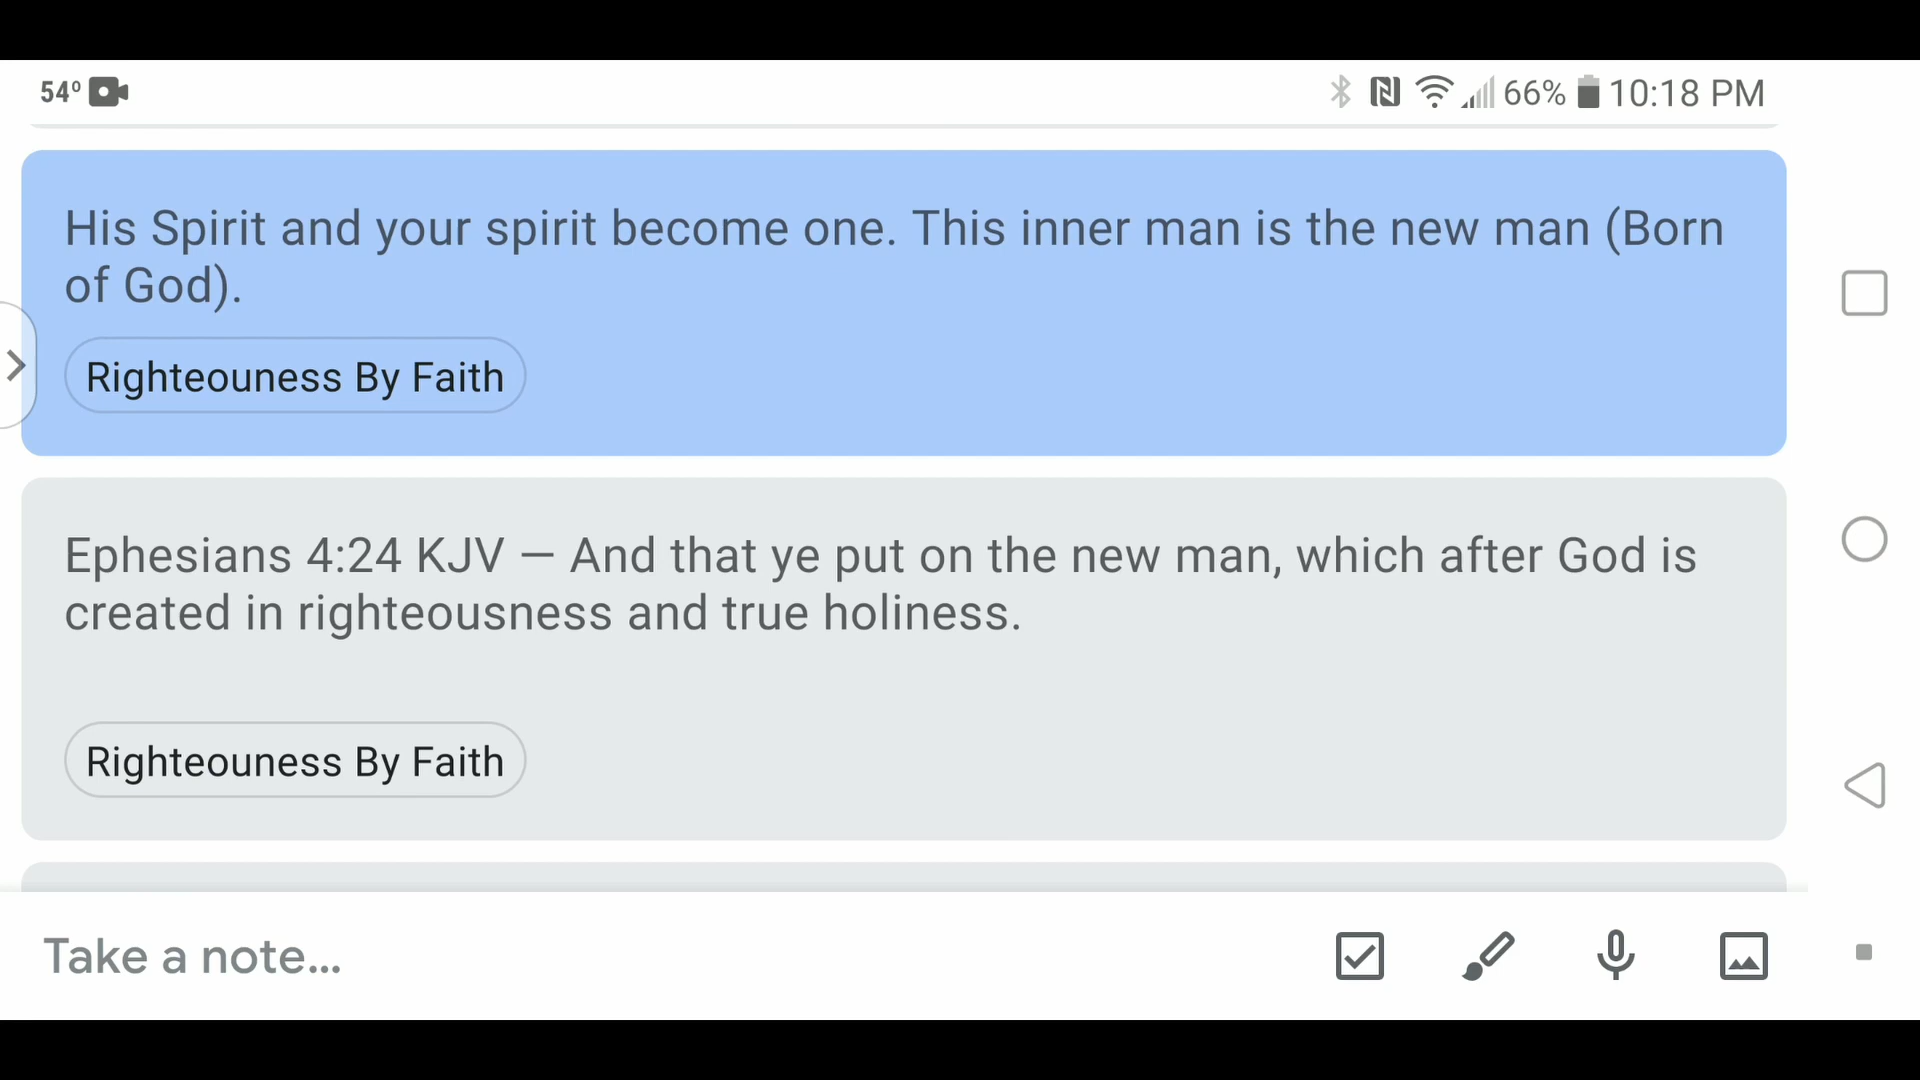 54° 66% 10:18 PM
His Spirit and your spirit become one. This inner man is the new man (Born
of God).
Righteouness By Faith
Ephesians 4:24 KJV — And that ye put on the new man, which after God is
created in righteousness and true holiness.
Righteouness By Faith
Take a note...